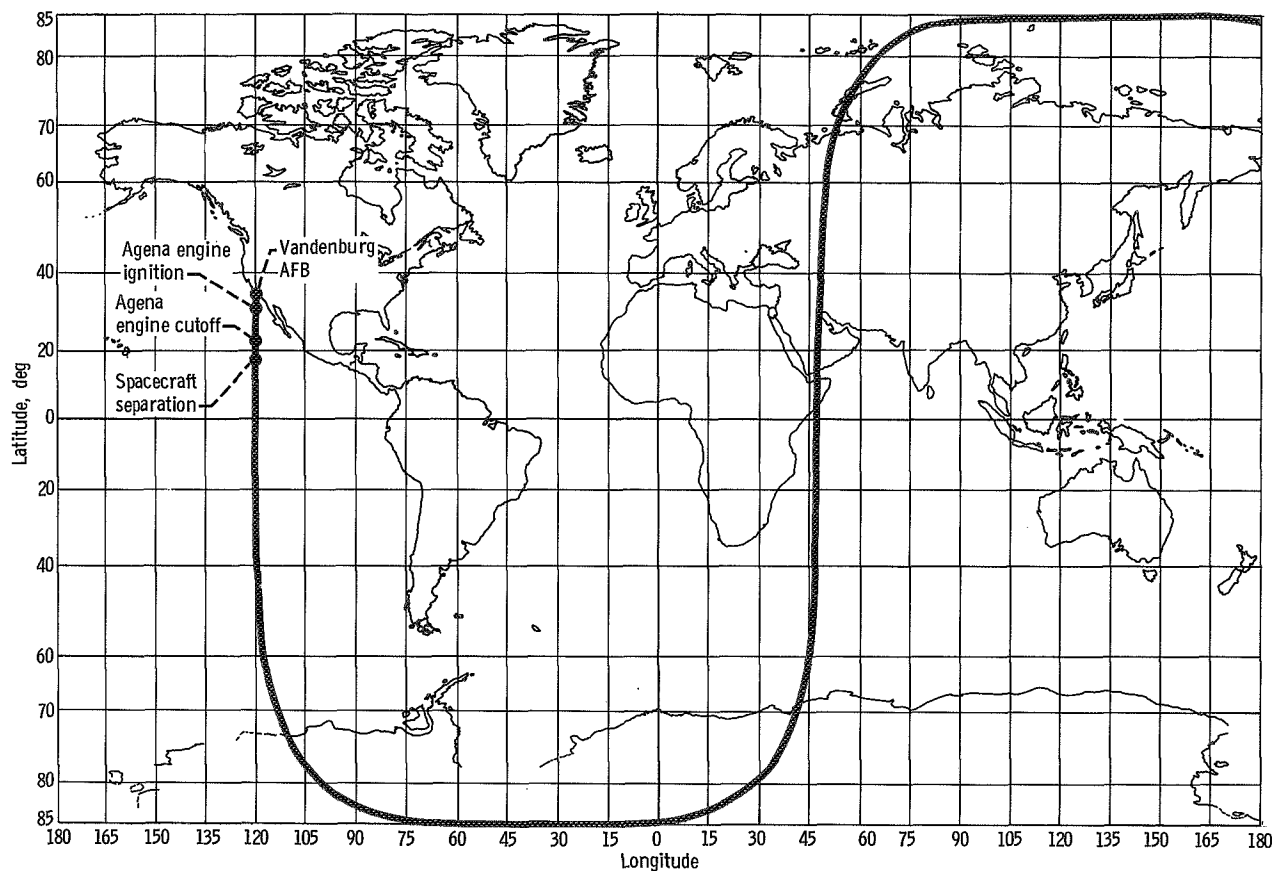 85
80
70
60
40
20
0
20
40
60
70
80
85
Latitude, deg
Agena engine
ignition
Vandenburg
AFB
Agena
engine cutoff
Spacecraft
separation
180 165 150 135 120 105 90 75 60 45 30 15 0 15 30 45 60 75 90 105 120 135 150 165 180
Longitude